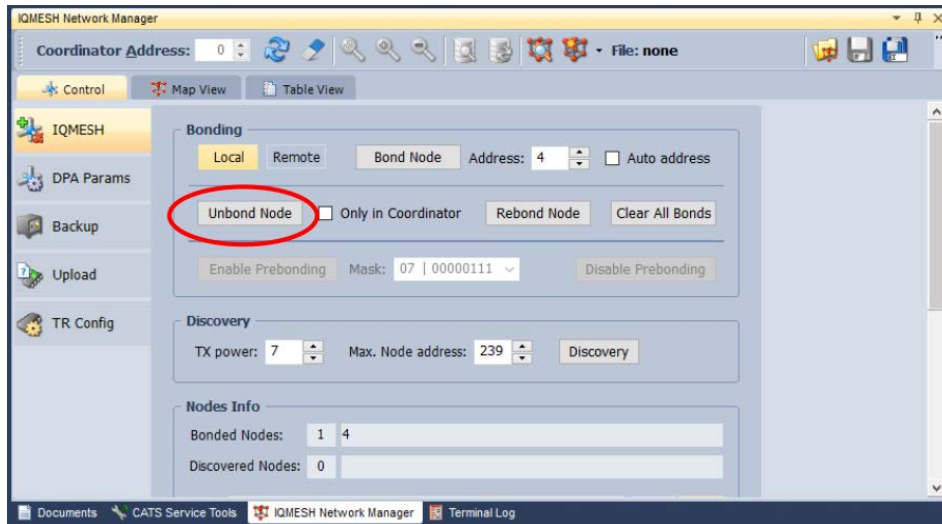 IQMESH Network Manager
Coordinator Address: 0 File: none
Control Map View Table View
IQMESH
DPA Params
Backup
Upload
TR Config
Bonding
Local Remote Bond Node Address: 4 Auto address
Unbond Node Only in Coordinator Rebond Node Clear All Bonds
Enable Prebonding Mask: 07 | 00000111 Disable Prebonding
Discovery
TX power: 7 Max. Node address: 239 Discovery
Nodes Info
Bonded Nodes: 1 4
Discovered Nodes: 0
Documents CATS Service Tools IQMESH Network Manager Terminal Log